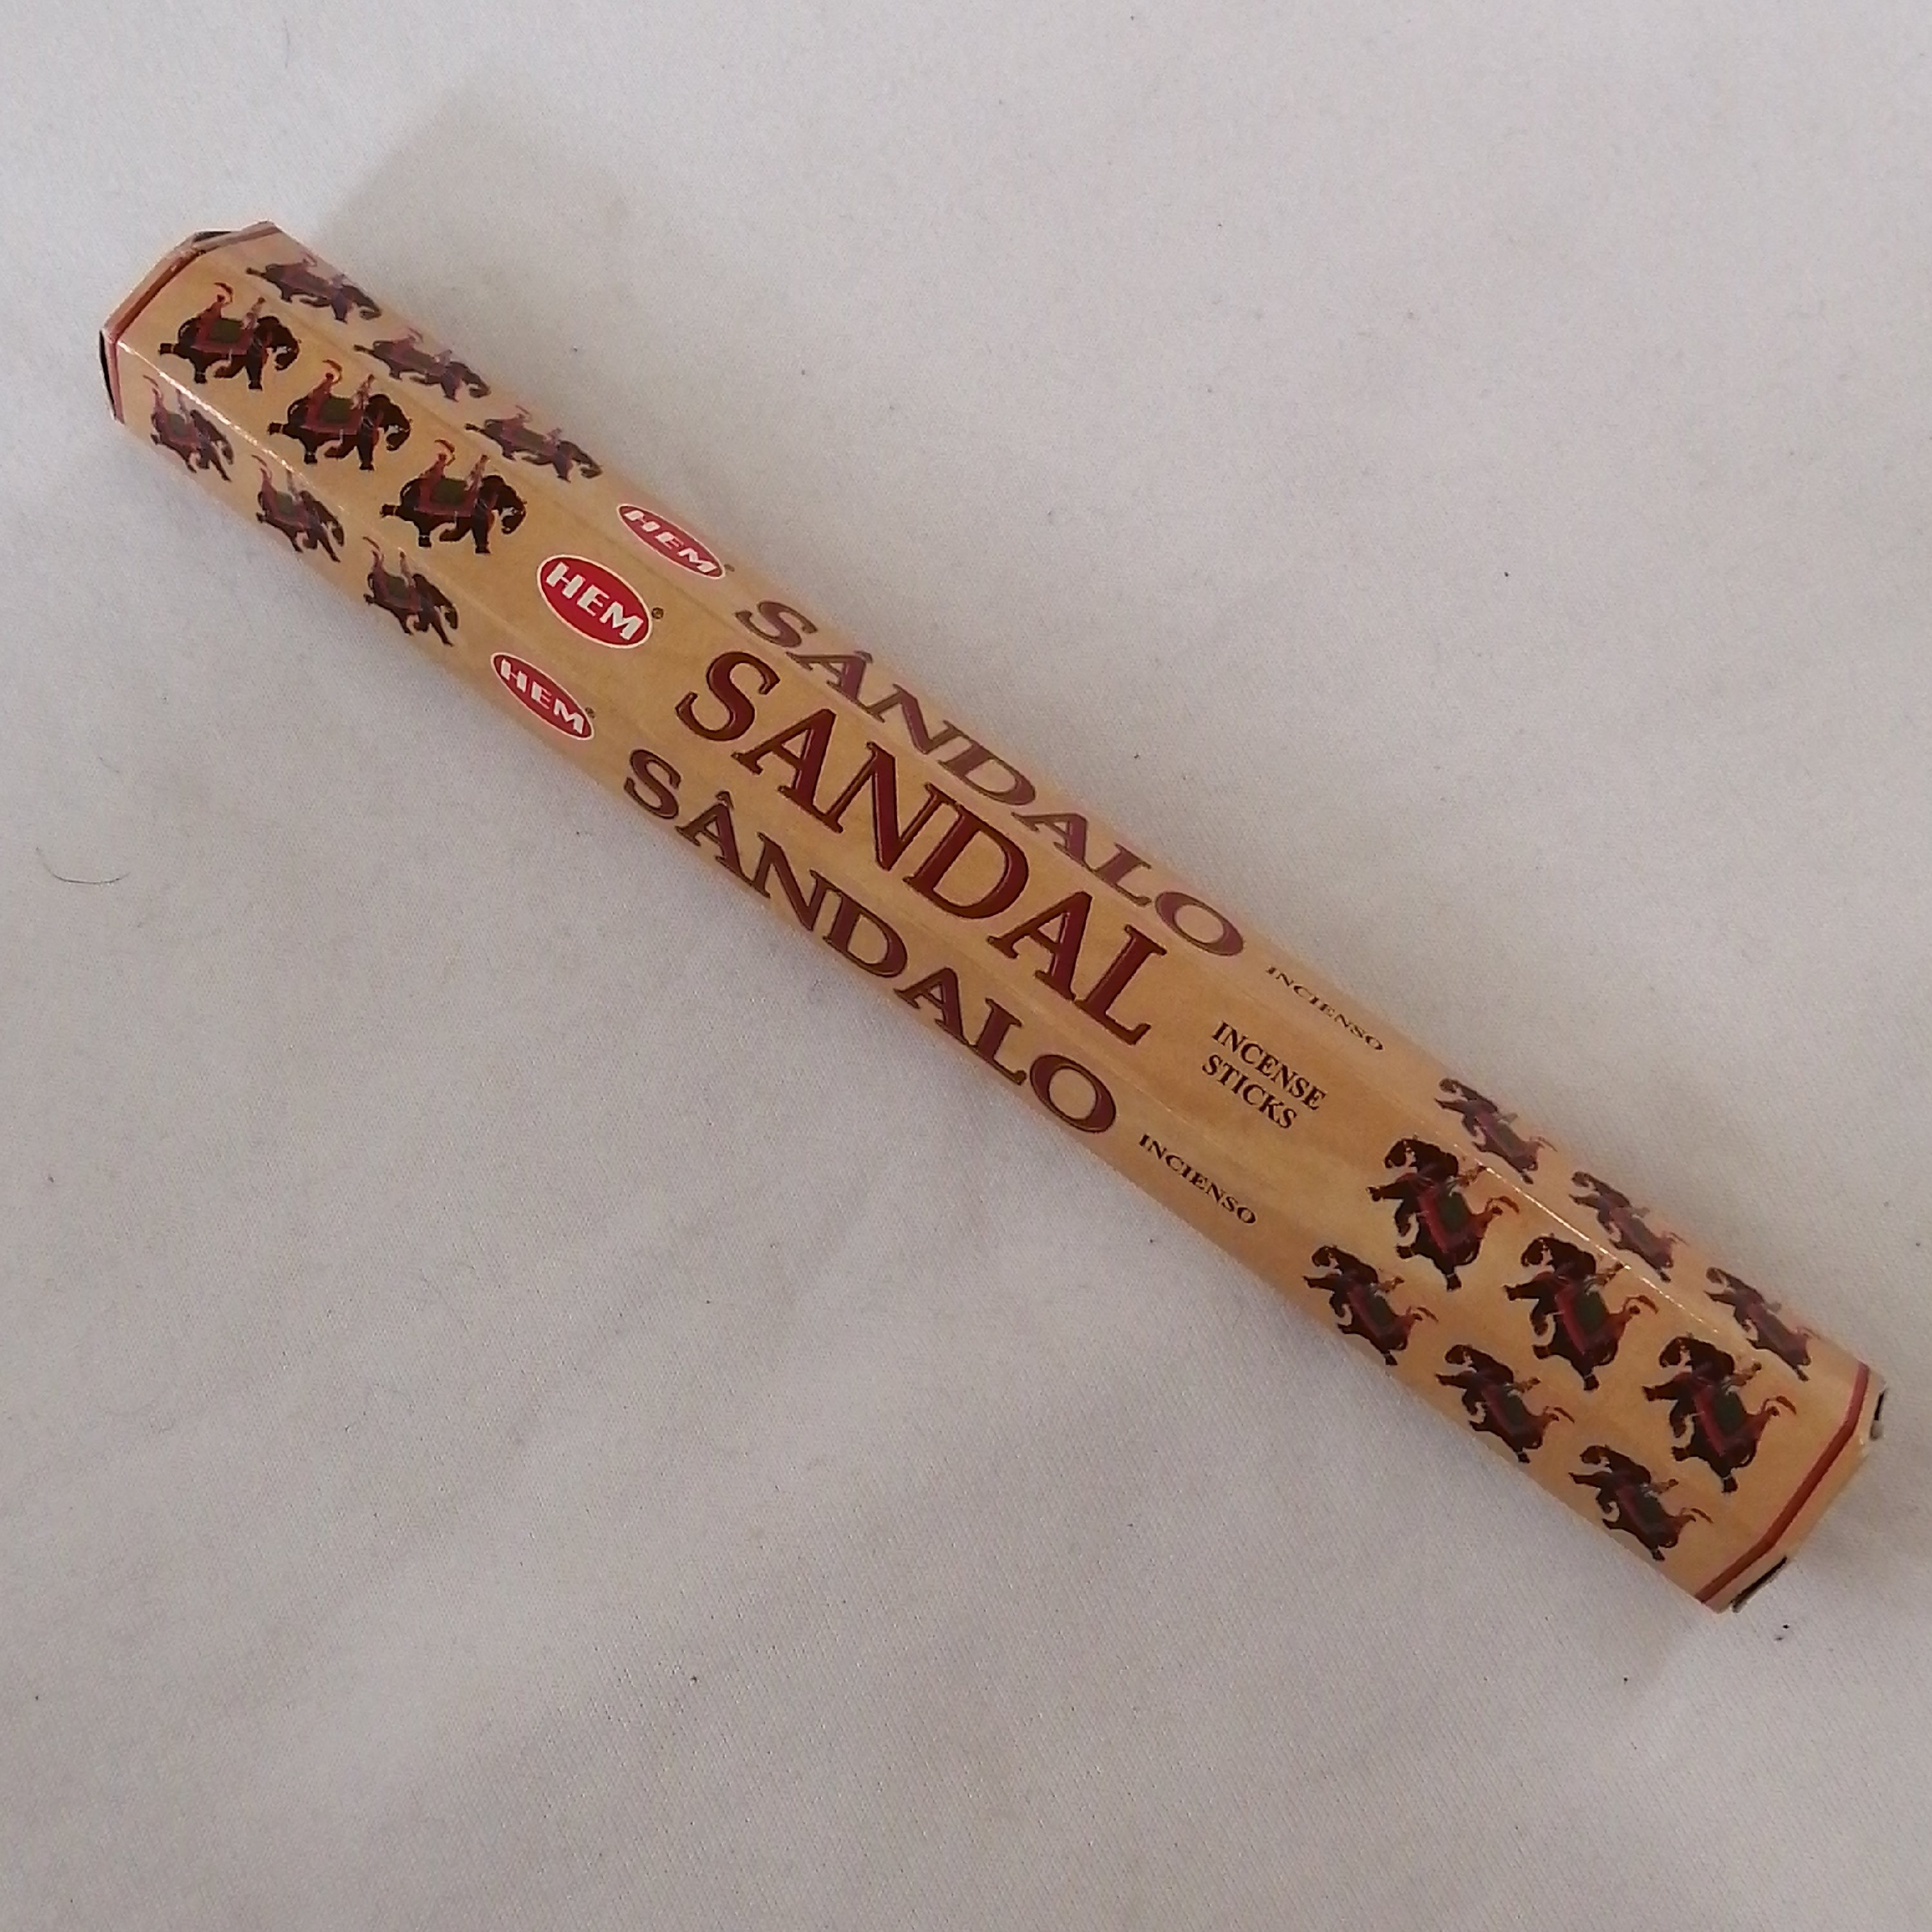 HEM®
SÂNDALO
INCIENSO
HEM®
SANDAL
INCENSE
STICKS
HEM®
SÂNDALO
INCIENSO